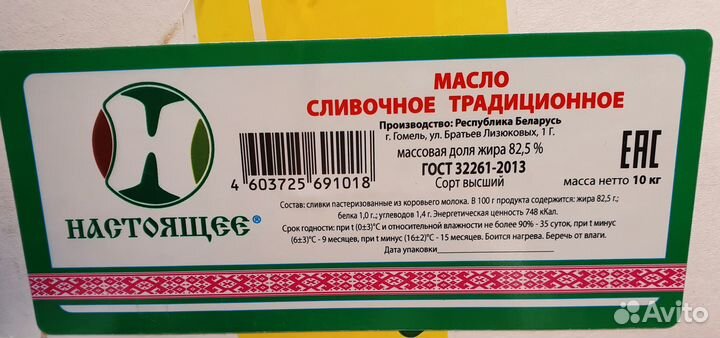 МАСЛО
СЛИВОЧНОЕ ТРАДИЦИОННОЕ
Производство: Республика Беларусь
г. Гомель, ул. Братьев Лизюковых, 1 Г.
массовая доля жира 82,5 %
ГОСТ 32261-2013
Сорт высший
ЕАС
масса нетто 10 кг
4 603725 691018
НАСТОЯЩЕЕ®
Состав: сливки пастеризованные из коровьего молока. В 100 г продукта содержится: жира 82,5 г.;
белка 1,0 г.; углеводов 1,4 г. Энергетическая ценность 748 кКал.
Срок годности: при t (0±3)°С и относительной влажности не более 90% - 35 суток, при t минус
(6±3)°С - 9 месяцев, при t минус (16±2)°С - 15 месяцев. Боится нагрева. Беречь от влаги.
Дата упаковки
Avito